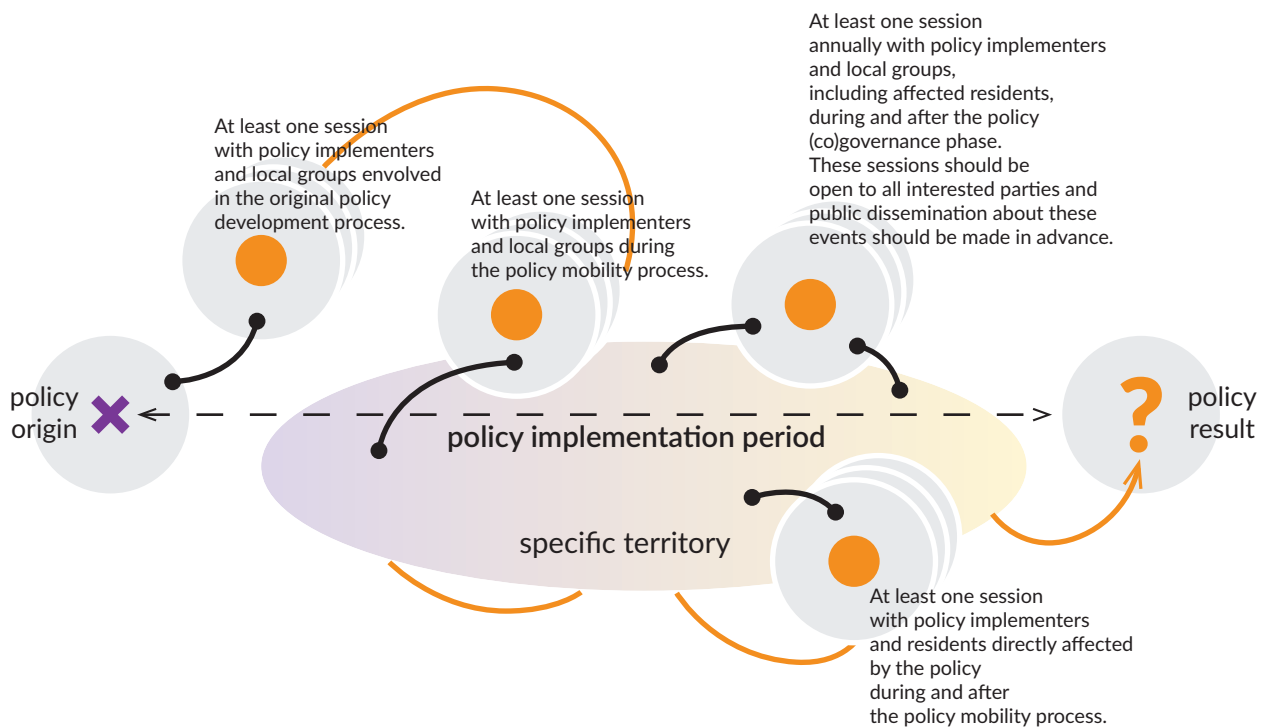 At least one session
annually with policy implementers
and local groups,
including affected residents,
during and after the policy
(co)governance phase.
These sessions should be
open to all interested parties and
public dissemination about these
events should be made in advance.
At least one session
with policy implementers
and local groups envolved
in the original policy
development process.
At least one session
with policy implementers
and local groups during
the policy mobility process.
policy
origin
policy implementation period
policy
result
specific territory
At least one session
with policy implementers
and residents directly affected
by the policy
during and after
the policy mobility process.